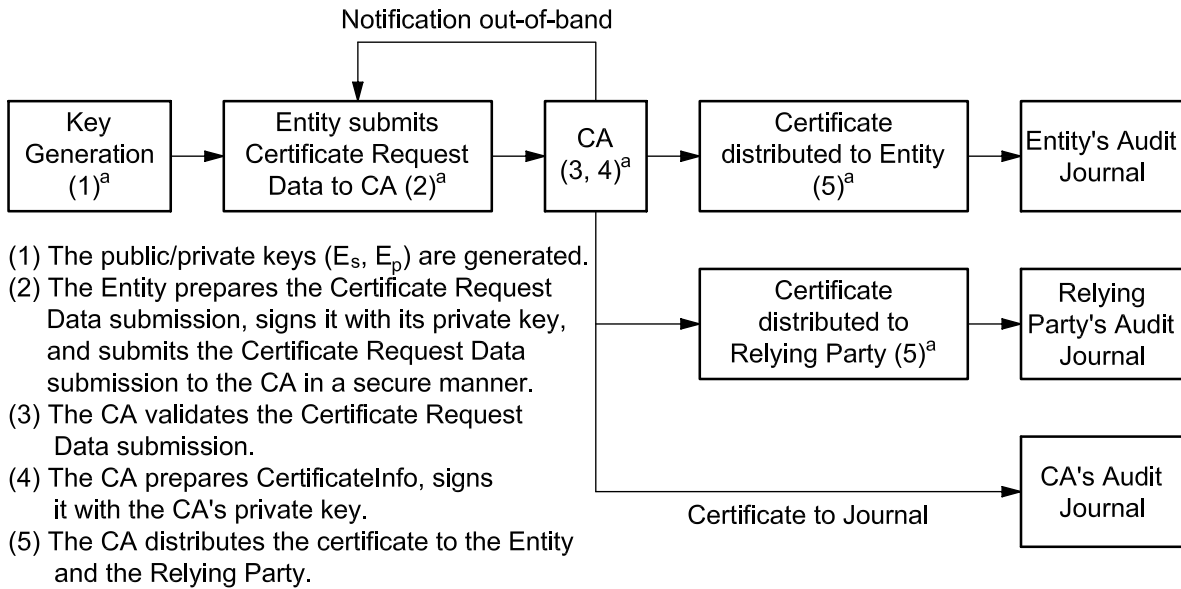 Notification out-of-band
Key
Generation
(1)ᵃ
Entity submits
Certificate Request
Data to CA (2)ᵃ
CA
(3, 4)ᵃ
Certificate
distributed to Entity
(5)ᵃ
Entity's Audit
Journal
(1) The public/private keys (Eₛ, Eₚ) are generated.
(2) The Entity prepares the Certificate Request
Data submission, signs it with its private key,
and submits the Certificate Request Data
submission to the CA in a secure manner.
(3) The CA validates the Certificate Request
Data submission.
(4) The CA prepares CertificateInfo, signs
it with the CA's private key.
(5) The CA distributes the certificate to the Entity
and the Relying Party.
Certificate
distributed to
Relying Party (5)ᵃ
Relying
Party's Audit
Journal
Certificate to Journal
CA's Audit
Journal